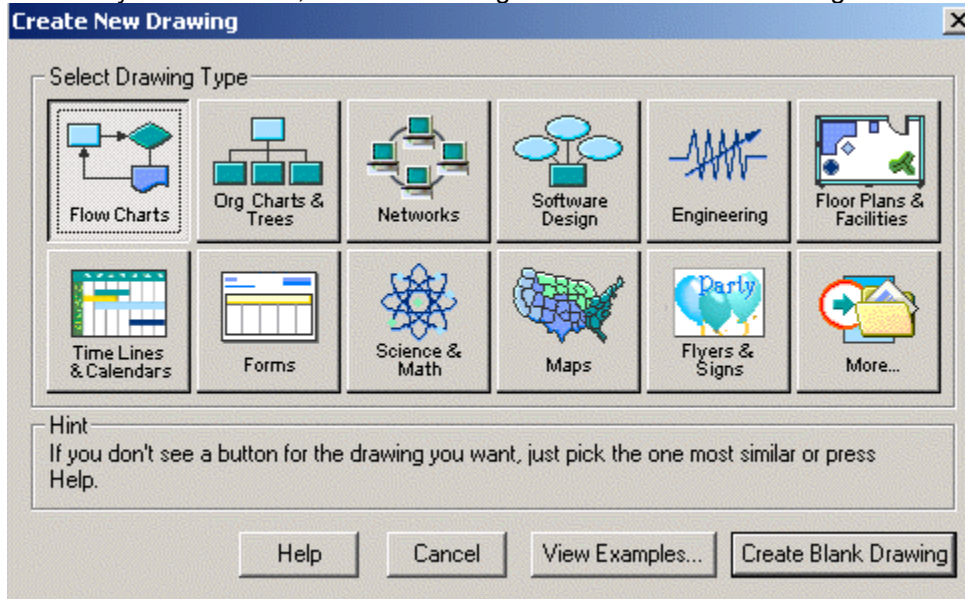 Create New Drawing
Select Drawing Type
Flow Charts
Org Charts &
Trees
Networks
Software
Design
Engineering
Floor Plans &
Facilities
Time Lines
& Calendars
Forms
Science &
Math
Maps
Party
Flyers &
Signs
More...
Hint
If you don't see a button for the drawing you want, just pick the one most similar or press
Help.
Help
Cancel
View Examples...
Create Blank Drawing